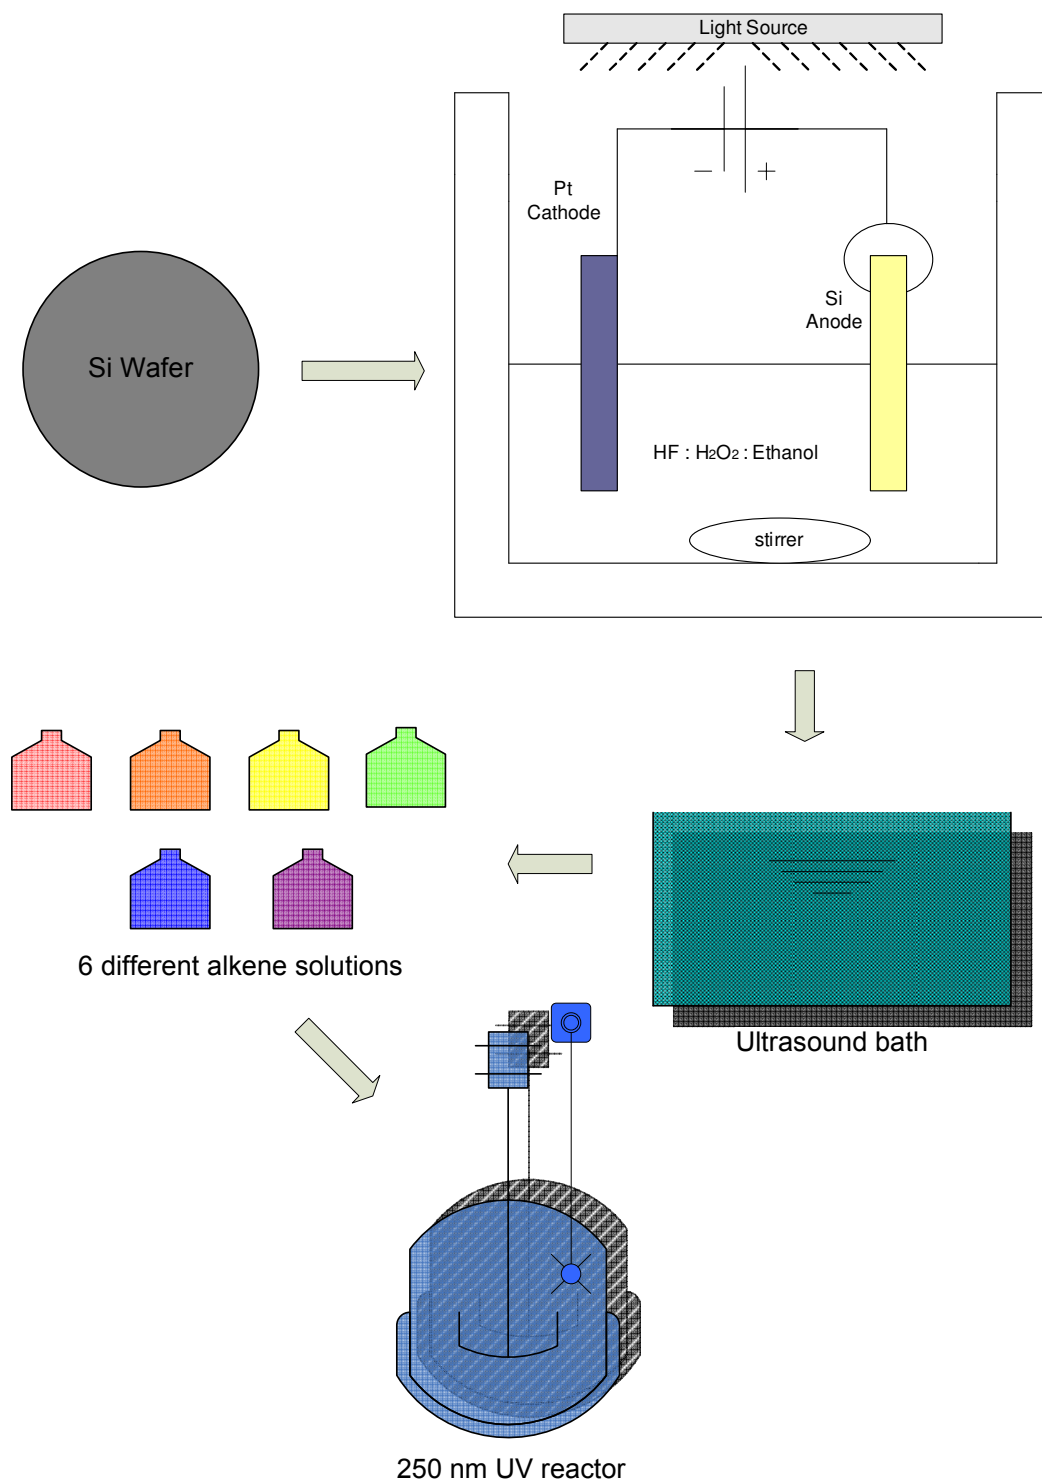 Light Source
− +
Pt
Cathode
Si
Anode
Si Wafer
HF : H₂O₂ : Ethanol
stirrer
6 different alkene solutions
Ultrasound bath
250 nm UV reactor